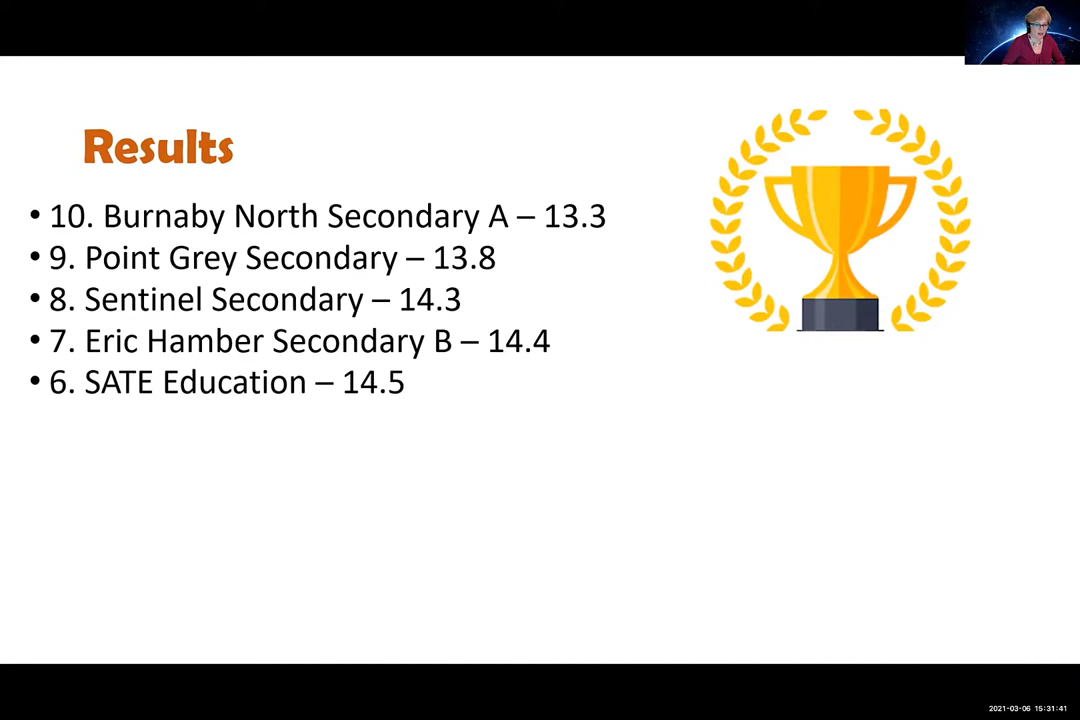 Results
• 10. Burnaby North Secondary A – 13.3
• 9. Point Grey Secondary – 13.8
• 8. Sentinel Secondary – 14.3
• 7. Eric Hamber Secondary B – 14.4
• 6. SATE Education – 14.5
2021-03-06 15:31:41